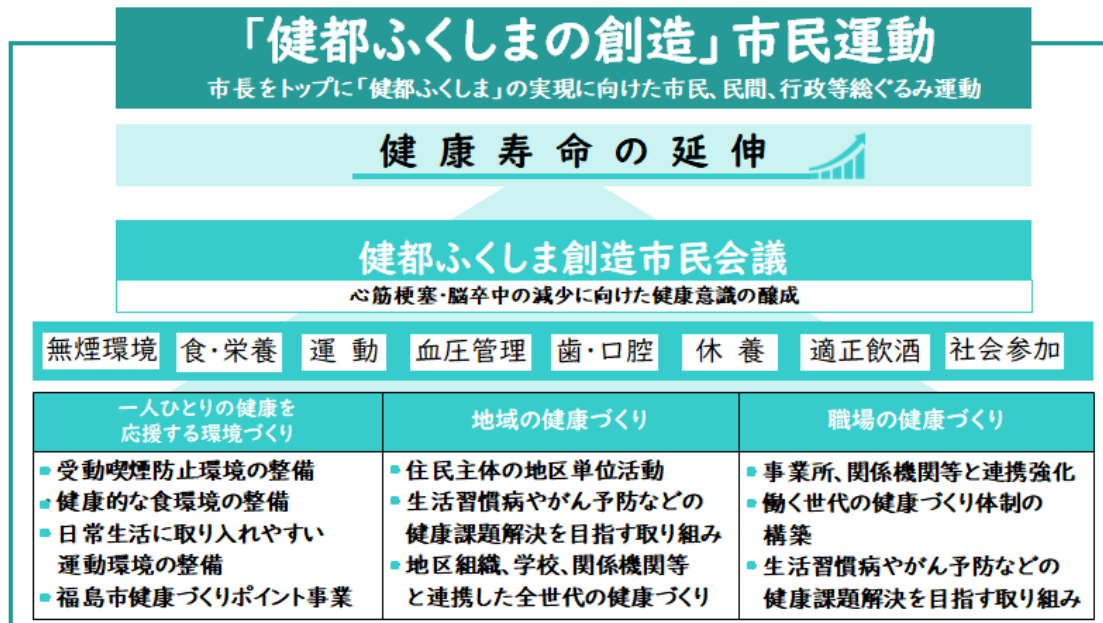 「健都ふくしまの創造」市民運動
市長をトップに「健都ふくしま」の実現に向けた市民、民間、行政等総ぐるみ運動
健康寿命の延伸
健都ふくしま創造市民会議
心筋梗塞・脳卒中の減少に向けた健康意識の醸成
無煙環境 食・栄養 運動 血圧管理 歯・口腔 休養 適正飲酒 社会参加
一人ひとりの健康を
応援する環境づくり
受動喫煙防止環境の整備
健康的な食環境の整備
日常生活に取り入れやすい
運動環境の整備
福島市健康づくりポイント事業
地域の健康づくり
住民主体の地区単位活動
生活習慣病やがん予防などの
健康課題解決を目指す取り組み
地区組織、学校、関係機関等
と連携した全世代の健康づくり
職場の健康づくり
事業所、関係機関等と連携強化
働く世代の健康づくり体制の
構築
生活習慣病やがん予防などの
健康課題解決を目指す取り組み